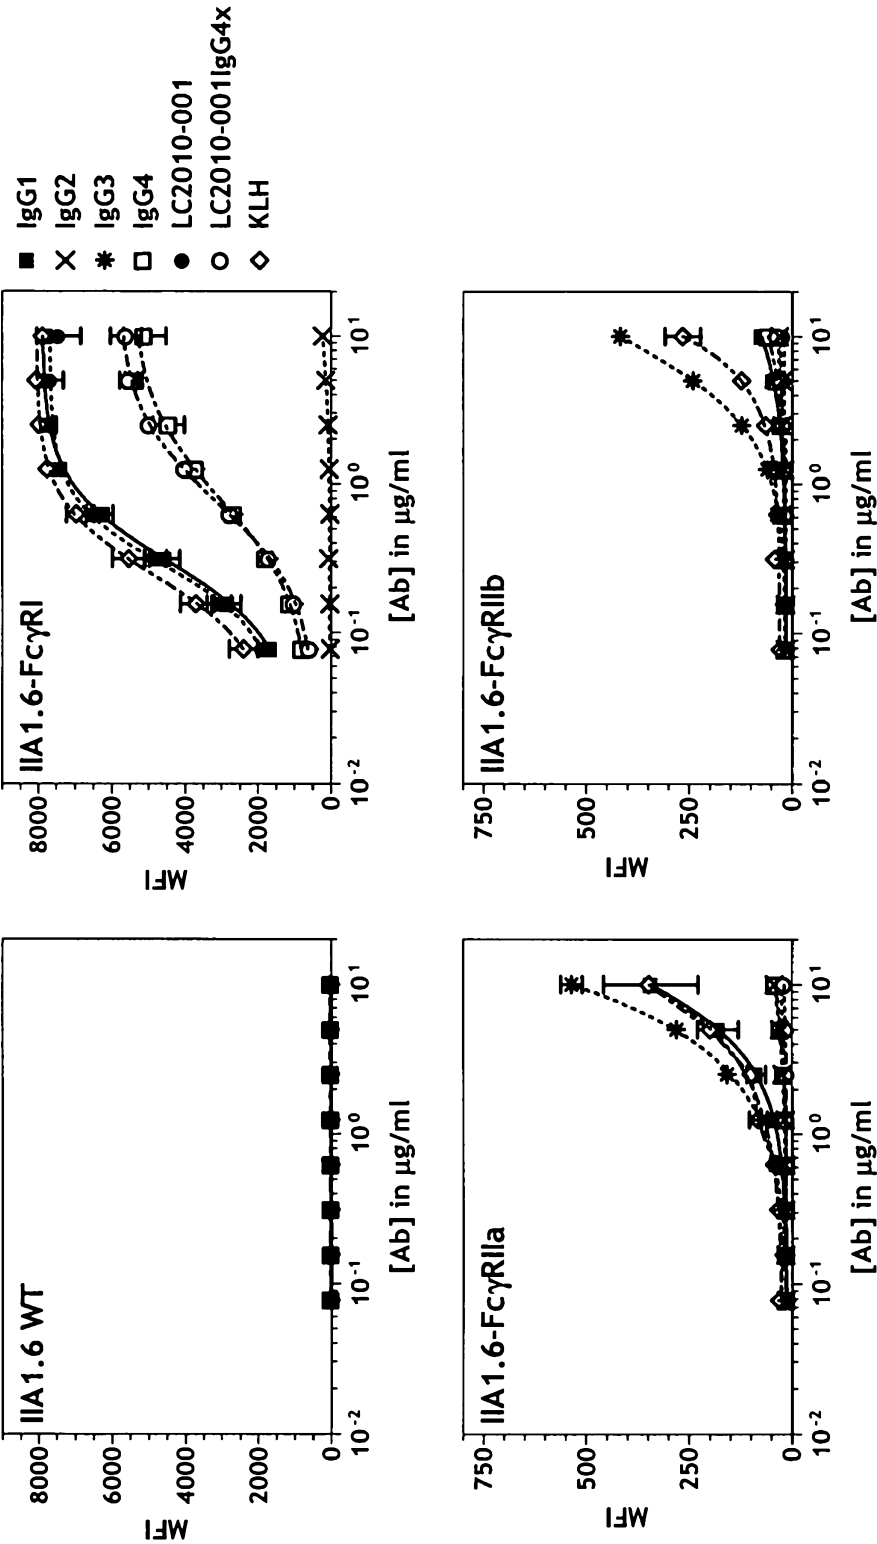 IIA1.6 WT
MFI
8000
6000
4000
2000
0
10-2
10-1
100
101
[Ab] in µg/ml
IIA1.6-FcγRI
MFI
8000
6000
4000
2000
0
10-2
10-1
100
101
[Ab] in µg/ml
IgG1
IgG2
IgG3
IgG4
LC2010-001
LC2010-001IgG4x
KLH
IIA1.6-FcγRIIa
MFI
750
500
250
0
10-2
10-1
100
101
[Ab] in µg/ml
IIA1.6-FcγRIIb
MFI
750
500
250
0
10-2
10-1
100
101
[Ab] in µg/ml